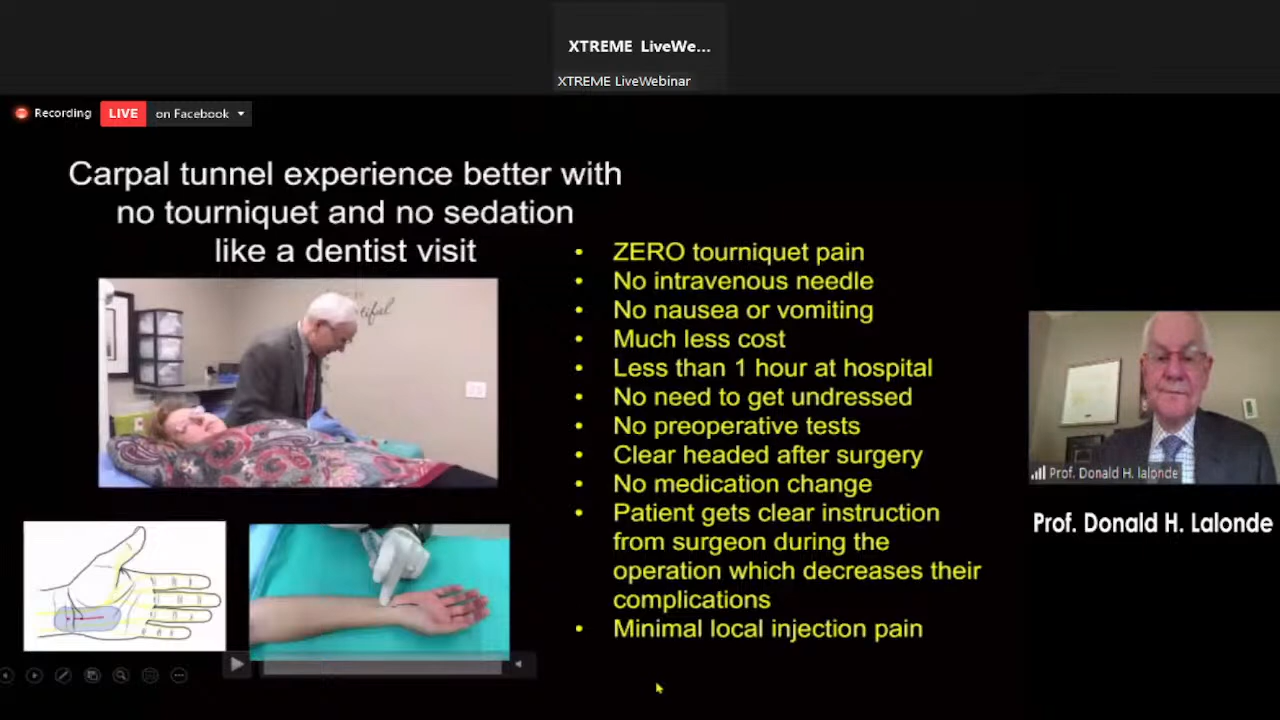 XTREME LiveWe...
XTREME LiveWebinar
Recording
LIVE
on Facebook
Carpal tunnel experience better with
no tourniquet and no sedation
like a dentist visit
• ZERO tourniquet pain
• No intravenous needle
• No nausea or vomiting
• Much less cost
• Less than 1 hour at hospital
• No need to get undressed
• No preoperative tests
• Clear headed after surgery
• No medication change
• Patient gets clear instruction
from surgeon during the
operation which decreases their
complications
• Minimal local injection pain
Prof. Donald H. lalonde
Prof. Donald H. Lalonde